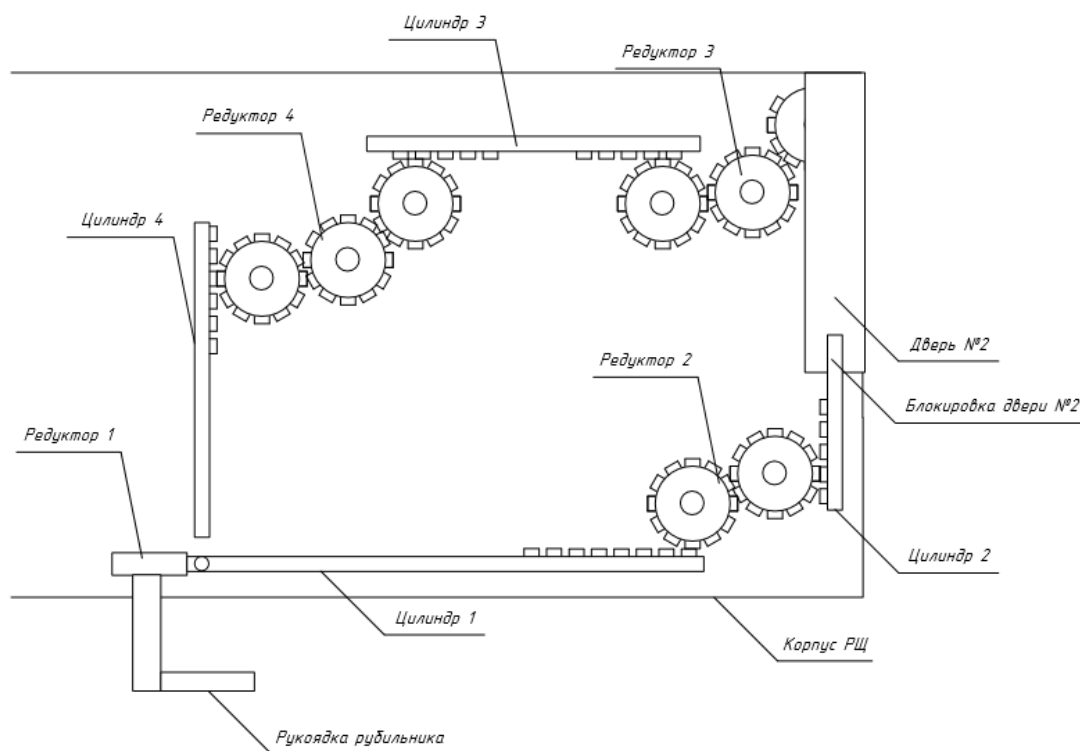 Цилиндр 3
Редуктор 3
Редуктор 4
Цилиндр 4
Дверь №2
Редуктор 2
Блокировка двери №2
Редуктор 1
Цилиндр 2
Цилиндр 1
Корпус РЩ
Рукоядка рубильника